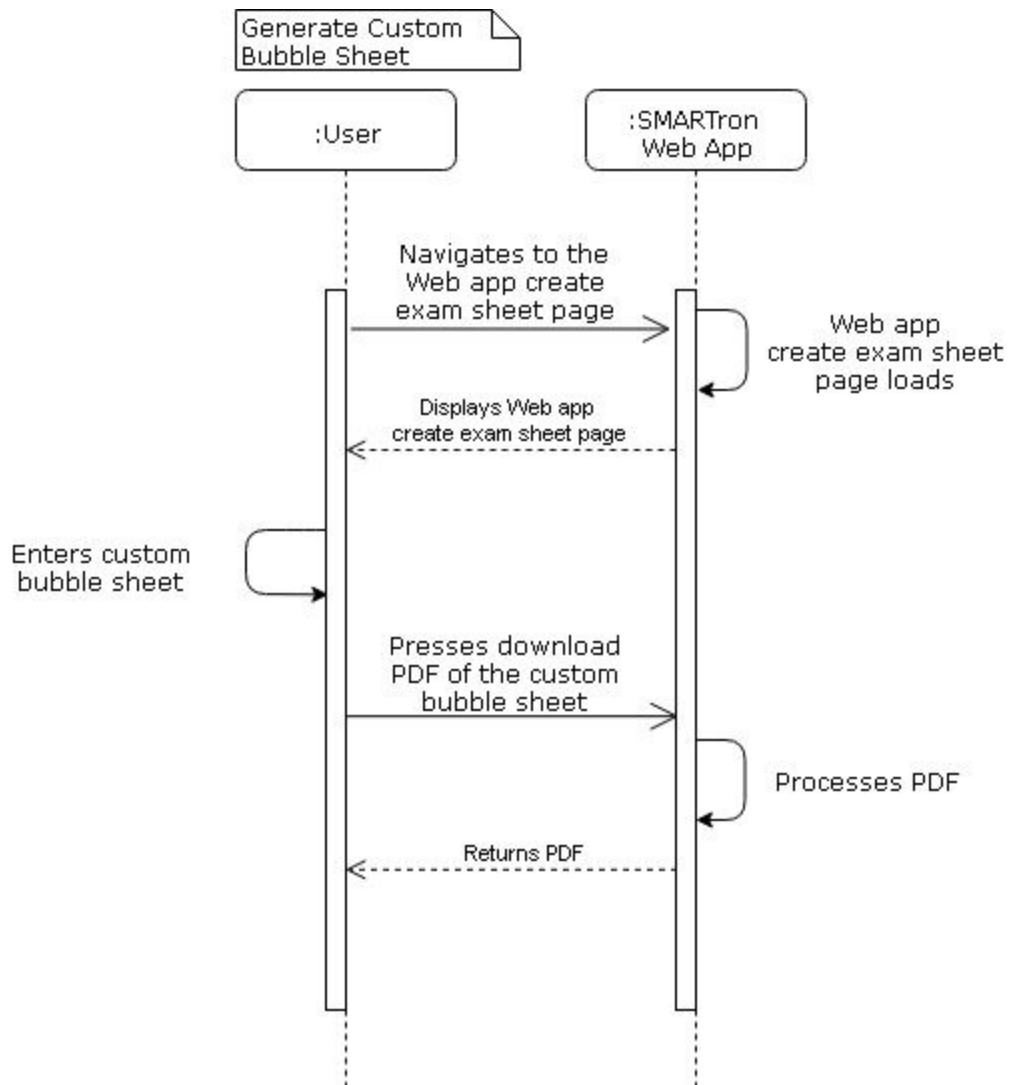 Generate Custom
Bubble Sheet
:User
:SMARTron
Web App
Navigates to the
Web app create
exam sheet page
Web app
create exam sheet
page loads
Displays Web app
create exam sheet page
Enters custom
bubble sheet
Presses download
PDF of the custom
bubble sheet
Processes PDF
Returns PDF